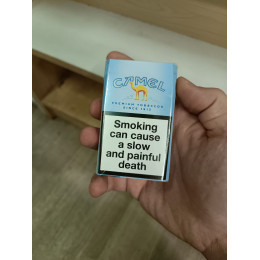 CAMEL
PREMIUM TOBACCOS
SINCE 1913
Smoking
can cause
a slow
and painful
death